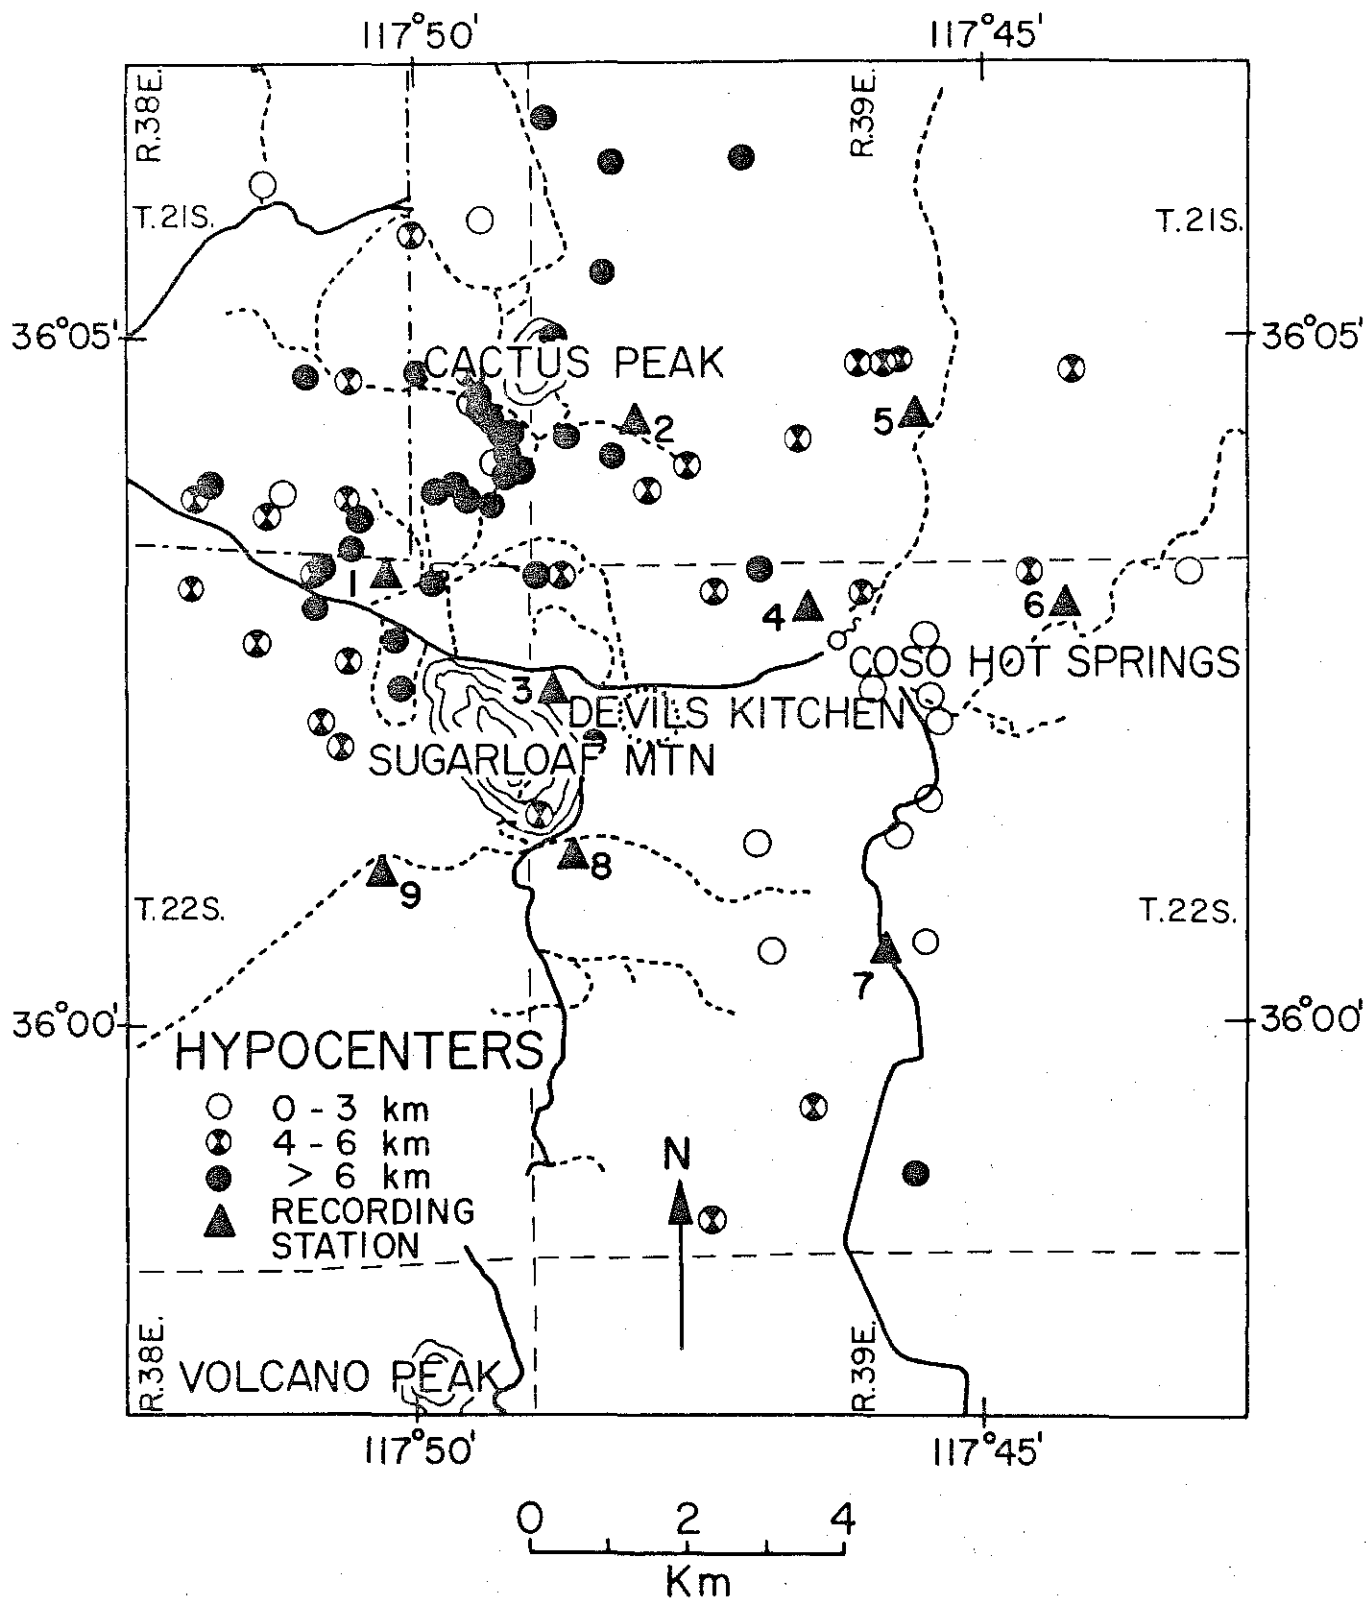 117°50' 117°45'
R.38E. R.39E.
T.21S. T.21S.
36°05' 36°05'
CACTUS PEAK
2 5
1 4 6
COSO HOT SPRINGS
3 DEVILS KITCHEN
SUGARLOAF MTN
8
9
T.22S. T.22S.
7
36°00' 36°00'
HYPOCENTERS
0 - 3 km
4 - 6 km
> 6 km
RECORDING
STATION
N
R.38E. R.39E.
VOLCANO PEAK
117°50' 117°45'
0 2 4
Km